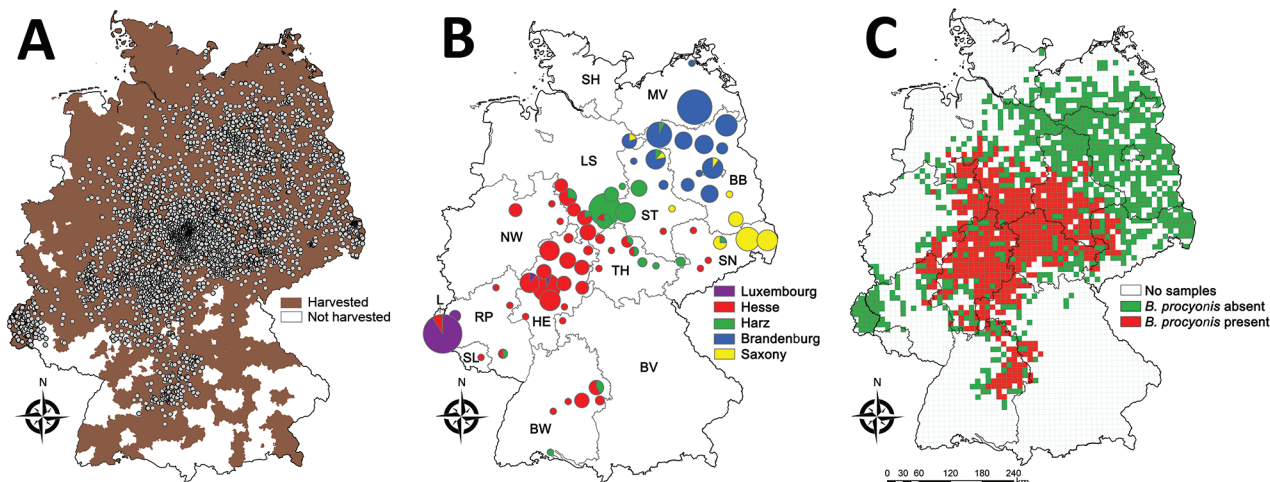 A
Harvested
Not harvested
N
B
SH
MV
LS
BB
ST
NW
TH
SN
L
RP
HE
SL
BV
BW
Luxembourg
Hesse
Harz
Brandenburg
Saxony
N
C
No samples
B. procyonis absent
B. procyonis present
N
0 30 60 120 180 240
km